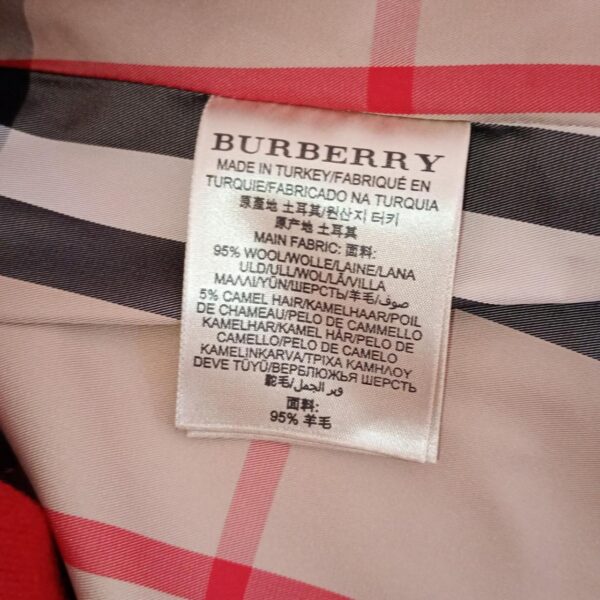 BURBERRY
MADE IN TURKEY/FABRIQUÉ EN
TURQUIE/FABRICADO NA TURQUIA
原產地 土耳其/원산지 터키
原产地 土耳其
MAIN FABRIC: 面料:
95% WOOL/WOLLE/LAINE/LANA
ULD/ULL/WOL/LÃ/VILLA
ΜΑΛΛΙ/YÜN/ШЕРСТЬ/صوف
5% CAMEL HAIR/KAMELHAAR/POIL
DE CHAMEAU/PELO DE CAMMELLO
KAMELHAR/KAMEL HÅR/PELO DE
CAMELLO/PELO DE CAMELO
KAMELINKARVA/ΤΡΙΧΑ ΚΑΜΗΛΟΥ
DEVE TÜYÜ/ВЕРБЛЮЖЬЯ ШЕРСТЬ
駝毛/وبر الجمل
面料:
95% 羊毛